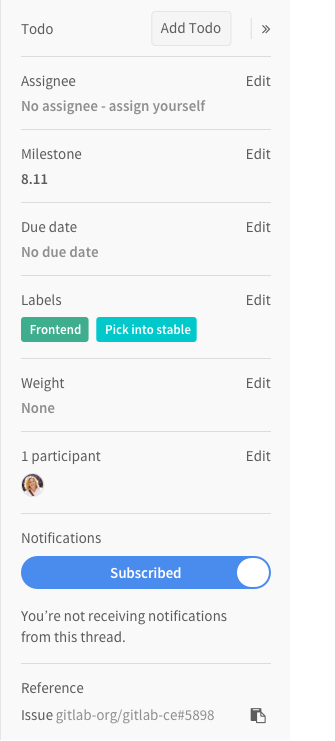 Todo Add Todo »
Assignee Edit
No assignee - assign yourself
Milestone Edit
8.11
Due date Edit
No due date
Labels Edit
Frontend Pick into stable
Weight Edit
None
1 participant Edit
Notifications
Subscribed
You’re not receiving notifications
from this thread.
Reference
Issue gitlab-org/gitlab-ce#5898